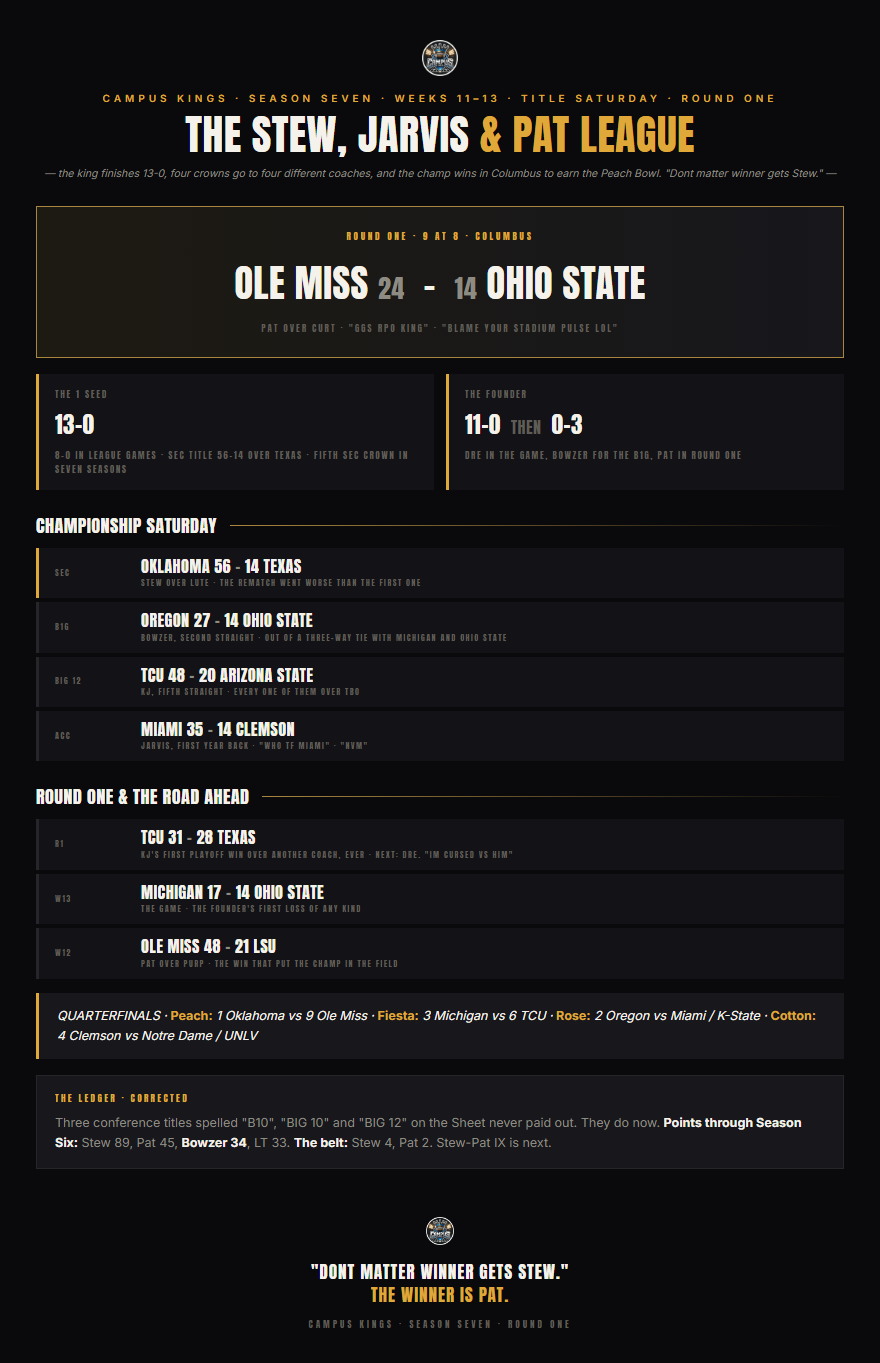 CAMPUS KINGS · SEASON SEVEN · WEEKS 11–13 · TITLE SATURDAY · ROUND ONE
THE STEW, JARVIS & PAT LEAGUE
— the king finishes 13-0, four crowns go to four different coaches, and the champ wins in Columbus to earn the Peach Bowl. "Dont matter winner gets Stew." —
ROUND ONE · 9 AT 8 · COLUMBUS
OLE MISS 24 - 14 OHIO STATE
PAT OVER CURT · "GGS RPO KING" · "BLAME YOUR STADIUM PULSE LOL"
THE 1 SEED
13-0
8-0 IN LEAGUE GAMES · SEC TITLE 56-14 OVER TEXAS · FIFTH SEC CROWN IN
SEVEN SEASONS
THE FOUNDER
11-0 THEN 0-3
DRE IN THE GAME, BOWZER FOR THE B1G, PAT IN ROUND ONE
CHAMPIONSHIP SATURDAY
SEC
OKLAHOMA 56 - 14 TEXAS
STEW OVER LUTE · THE REMATCH WENT WORSE THAN THE FIRST ONE
B1G
OREGON 27 - 14 OHIO STATE
BOWZER, SECOND STRAIGHT · OUT OF A THREE-WAY TIE WITH MICHIGAN AND OHIO STATE
BIG 12
TCU 48 - 20 ARIZONA STATE
KJ, FIFTH STRAIGHT · EVERY ONE OF THEM OVER TBO
ACC
MIAMI 35 - 14 CLEMSON
JARVIS, FIRST YEAR BACK · "WHO TF MIAMI" · "NVM"
ROUND ONE & THE ROAD AHEAD
R1
TCU 31 - 28 TEXAS
KJ'S FIRST PLAYOFF WIN OVER ANOTHER COACH, EVER · NEXT: DRE. "IM CURSED VS HIM"
W13
MICHIGAN 17 - 14 OHIO STATE
THE GAME · THE FOUNDER'S FIRST LOSS OF ANY KIND
W12
OLE MISS 48 - 21 LSU
PAT OVER PURP · THE WIN THAT PUT THE CHAMP IN THE FIELD
QUARTERFINALS · Peach: 1 Oklahoma vs 9 Ole Miss · Fiesta: 3 Michigan vs 6 TCU · Rose: 2 Oregon vs Miami / K-State · Cotton:
4 Clemson vs Notre Dame / UNLV
THE LEDGER · CORRECTED
Three conference titles spelled "B10", "BIG 10" and "BIG 12" on the Sheet never paid out. They do now. Points through Season
Six: Stew 89, Pat 45, Bowzer 34, LT 33. The belt: Stew 4, Pat 2. Stew-Pat IX is next.
"DONT MATTER WINNER GETS STEW."
THE WINNER IS PAT.
CAMPUS KINGS · SEASON SEVEN · ROUND ONE